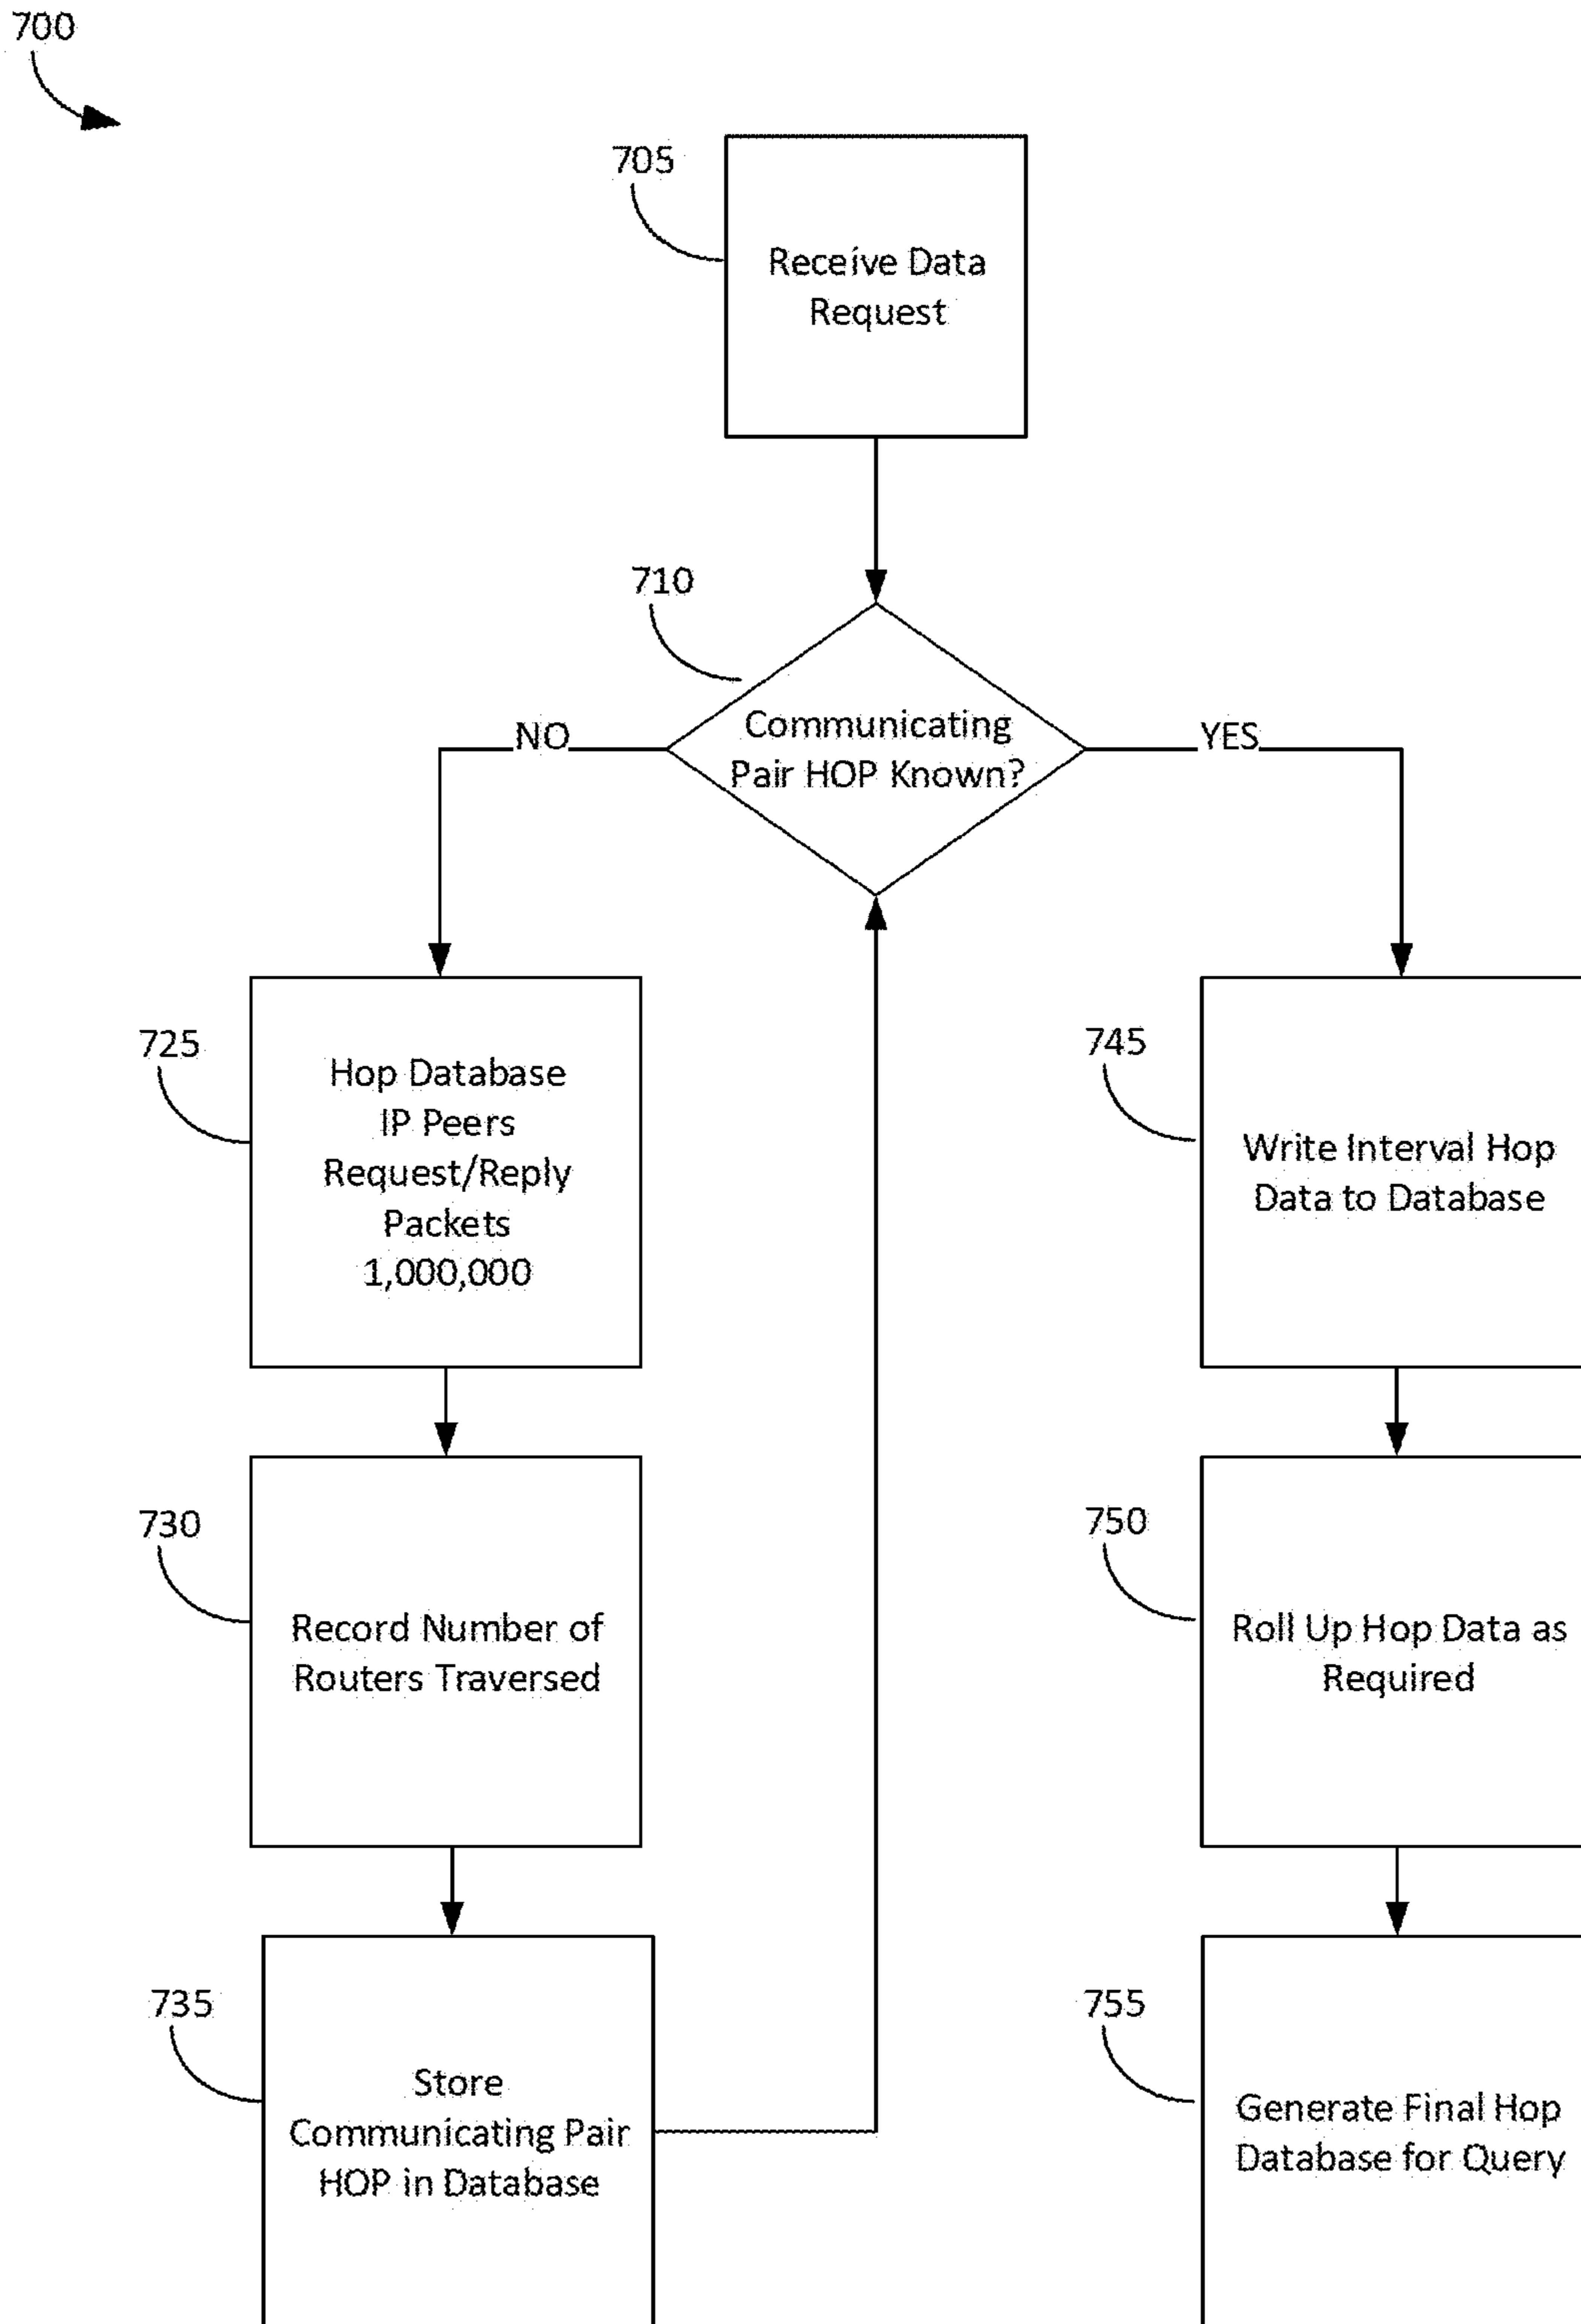 700
705
Receive Data
Request
710
Communicating
Pair HOP Known?
NO
YES
725
Hop Database
IP Peers
Request/Reply
Packets
1,000,000
745
Write Interval Hop
Data to Database
730
Record Number of
Routers Traversed
750
Roll Up Hop Data as
Required
735
Store
Communicating Pair
HOP in Database
755
Generate Final Hop
Database for Query